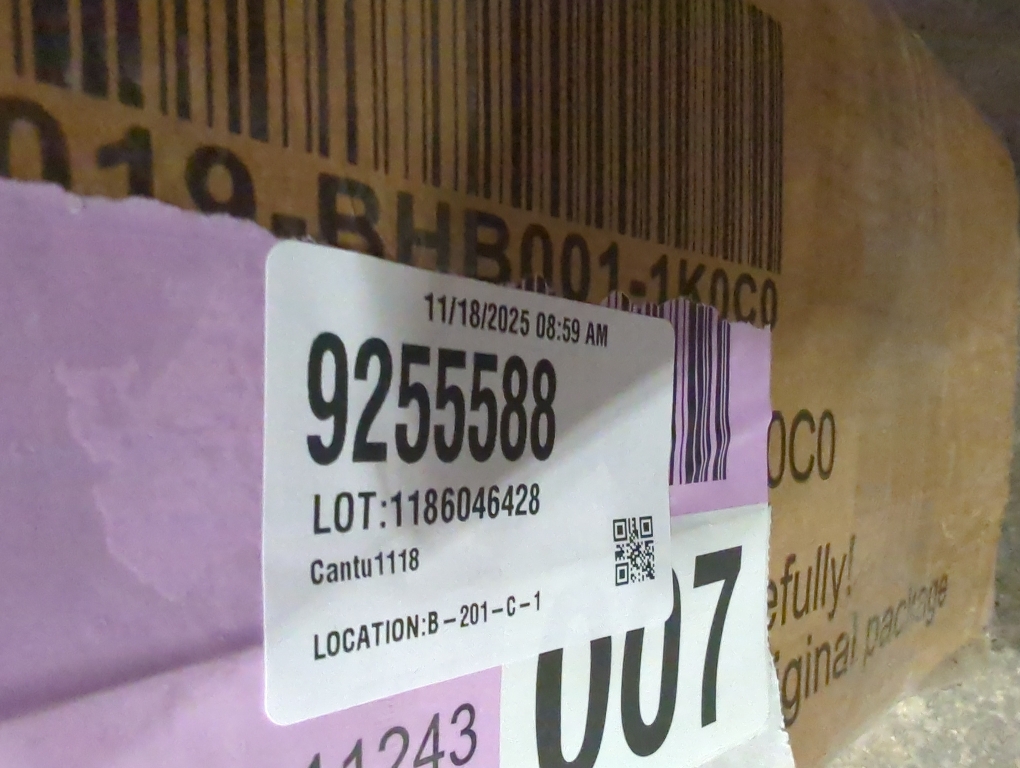 019-BHB001-1K0C0
11/18/2025 08:59 AM
9255588
LOT:1186046428
Cantu1118
LOCATION:B-201-C-1
0C0
efully!
iginal package
007
11243